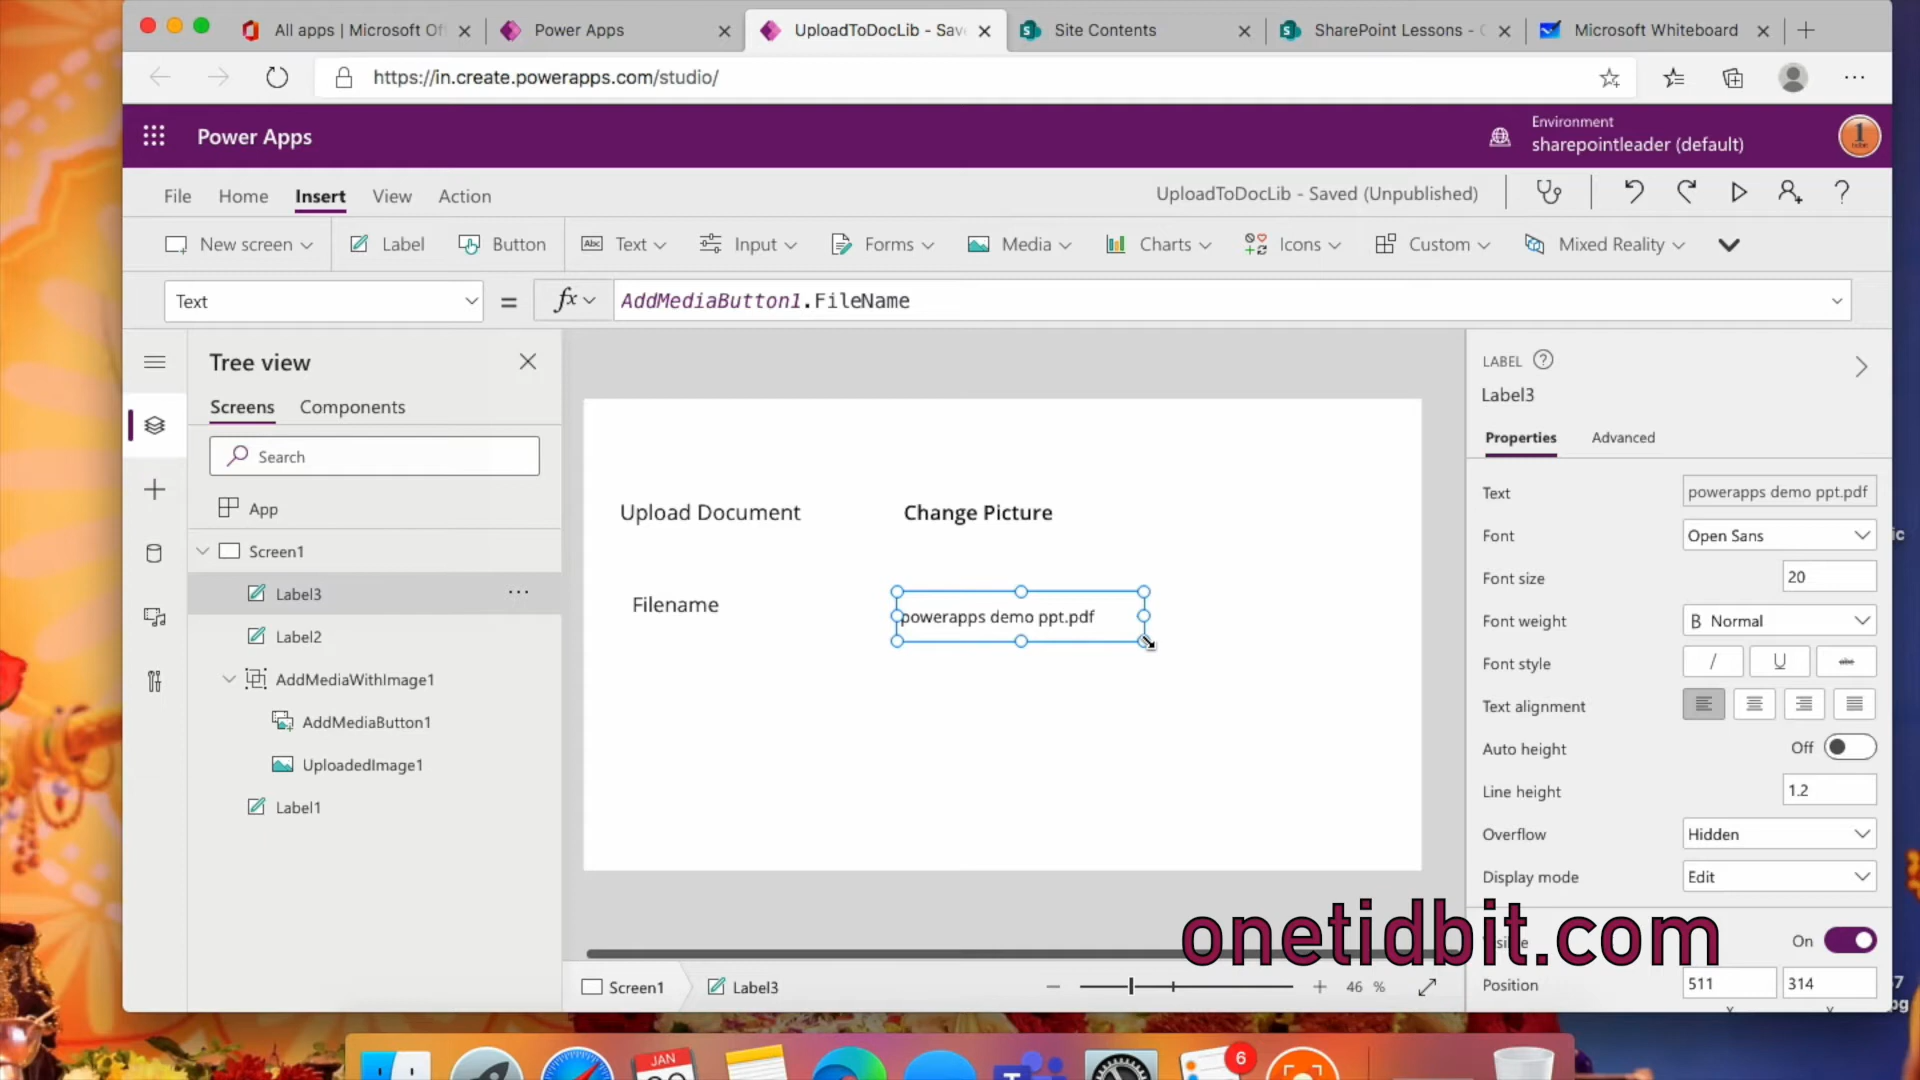 All apps | Microsoft Of
Power Apps
UploadToDocLib - Save
Site Contents
SharePoint Lessons -
Microsoft Whiteboard
https://in.create.powerapps.com/studio/
Power Apps
Environment
sharepointleader (default)
1
File
Home
Insert
View
Action
UploadToDocLib - Saved (Unpublished)
New screen
Label
Button
Abc
Text
Input
Forms
Media
Charts
Icons
Custom
Mixed Reality
Text
=
fx
AddMediaButton1.FileName
Tree view
Screens
Components
Search
App
Screen1
Label3
Label2
AddMediaWithImage1
AddMediaButton1
UploadedImage1
Label1
Upload Document
Change Picture
Filename
powerapps demo ppt.pdf
LABEL
Label3
Properties
Advanced
Text
powerapps demo ppt.pdf
Font
Open Sans
Font size
20
Font weight
B Normal
Font style
/
U
abc
Text alignment
Auto height
Off
Line height
1.2
Overflow
Hidden
Display mode
Edit
On
Position
511
314
X
Y
onetidbit.com
Screen1
Label3
46 %
JAN
6